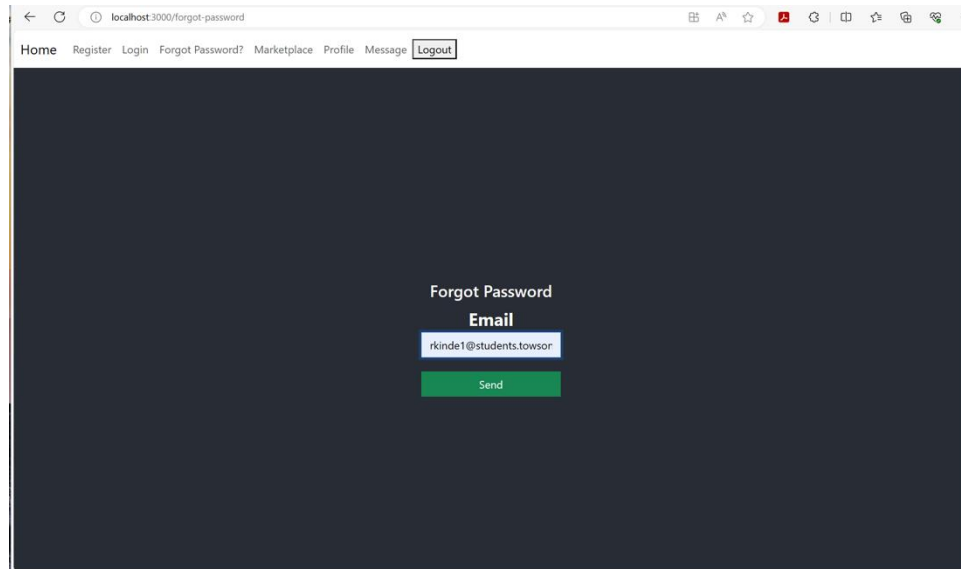 localhost:3000/forgot-password
Home Register Login Forgot Password? Marketplace Profile Message Logout
Forgot Password
Email
rkinde1@students.towsor
Send